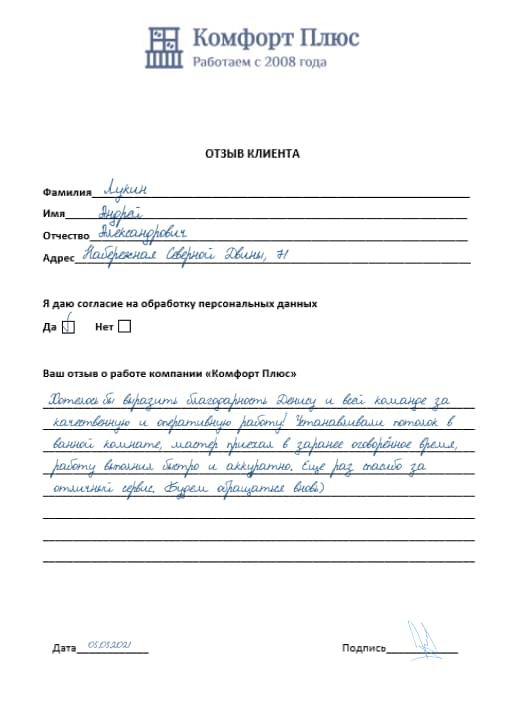 Комфорт Плюс
Работаем с 2008 года
ОТЗЫВ КЛИЕНТА
Фамилия Лукин
Имя Андрей
Отчество Александрович
Адрес Набережная Северной Двины, 71
Я даю согласие на обработку персональных данных
Да Нет
Ваш отзыв о работе компании «Комфорт Плюс»
Хотелось бы выразить благодарность Денису и всей команде за
качественную и оперативную работу! Устанавливали потолок в
ванной комнате, мастер приехал в заранее оговорённое время,
работу выполнил быстро и аккуратно. Еще раз спасибо за
отличный сервис. Будем обращаться вновь)
Дата 05.03.2021 Подпись